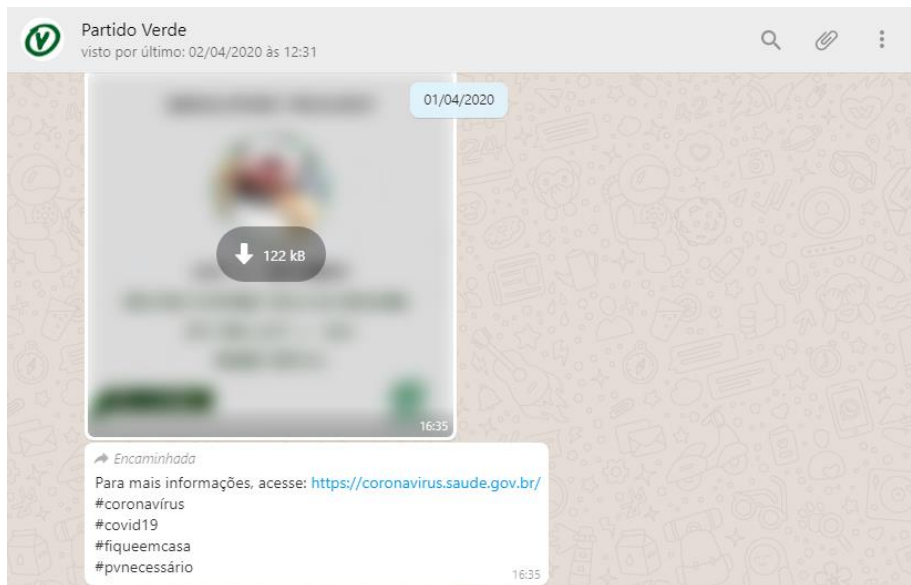 Partido Verde
visto por último: 02/04/2020 às 12:31
01/04/2020
122 kB
16:35
Encaminhada
Para mais informações, acesse: https://coronavirus.saude.gov.br/
#coronavírus
#covid19
#fiqueemcasa
#pvnecessário
16:35